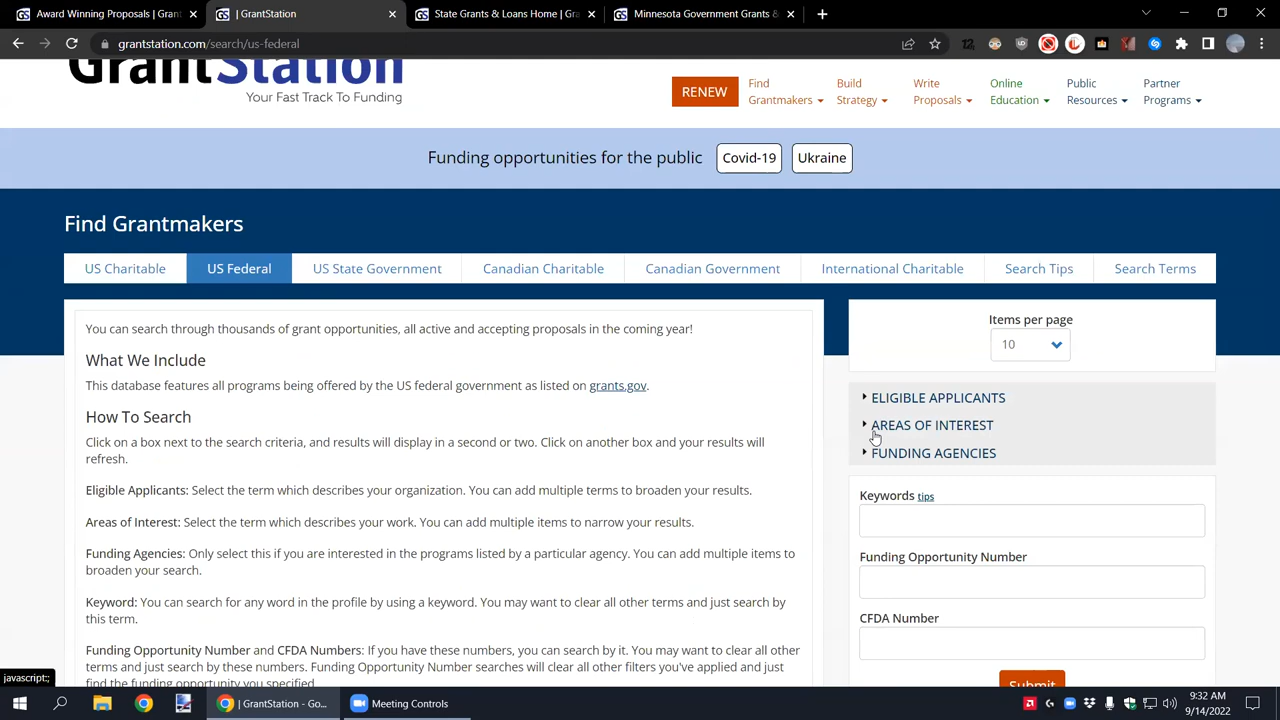 Award Winning Proposals | Grant
| GrantStation
State Grants & Loans Home | Gra
Minnesota Government Grants &
grantstation.com/search/us-federal
GrantStation
Your Fast Track To Funding
RENEW
Find Grantmakers
Build Strategy
Write Proposals
Online Education
Public Resources
Partner Programs
Funding opportunities for the public
Covid-19
Ukraine
Find Grantmakers
US Charitable
US Federal
US State Government
Canadian Charitable
Canadian Government
International Charitable
Search Tips
Search Terms
You can search through thousands of grant opportunities, all active and accepting proposals in the coming year!
What We Include
This database features all programs being offered by the US federal government as listed on grants.gov.
How To Search
Click on a box next to the search criteria, and results will display in a second or two. Click on another box and your results will
refresh.
Eligible Applicants: Select the term which describes your organization. You can add multiple terms to broaden your results.
Areas of Interest: Select the term which describes your work. You can add multiple items to narrow your results.
Funding Agencies: Only select this if you are interested in the programs listed by a particular agency. You can add multiple items to
broaden your search.
Keyword: You can search for any word in the profile by using a keyword. You may want to clear all other terms and just search by
this term.
Funding Opportunity Number and CFDA Numbers: If you have these numbers, you can search by it. You may want to clear all other
terms and just search by these numbers. Funding Opportunity Number searches will clear all other filters you've applied and just
find the funding opportunity you specified.
Items per page
10
ELIGIBLE APPLICANTS
AREAS OF INTEREST
FUNDING AGENCIES
Keywords tips
Funding Opportunity Number
CFDA Number
Submit
javascript:;
| GrantStation - Go...
Meeting Controls
9:32 AM
9/14/2022